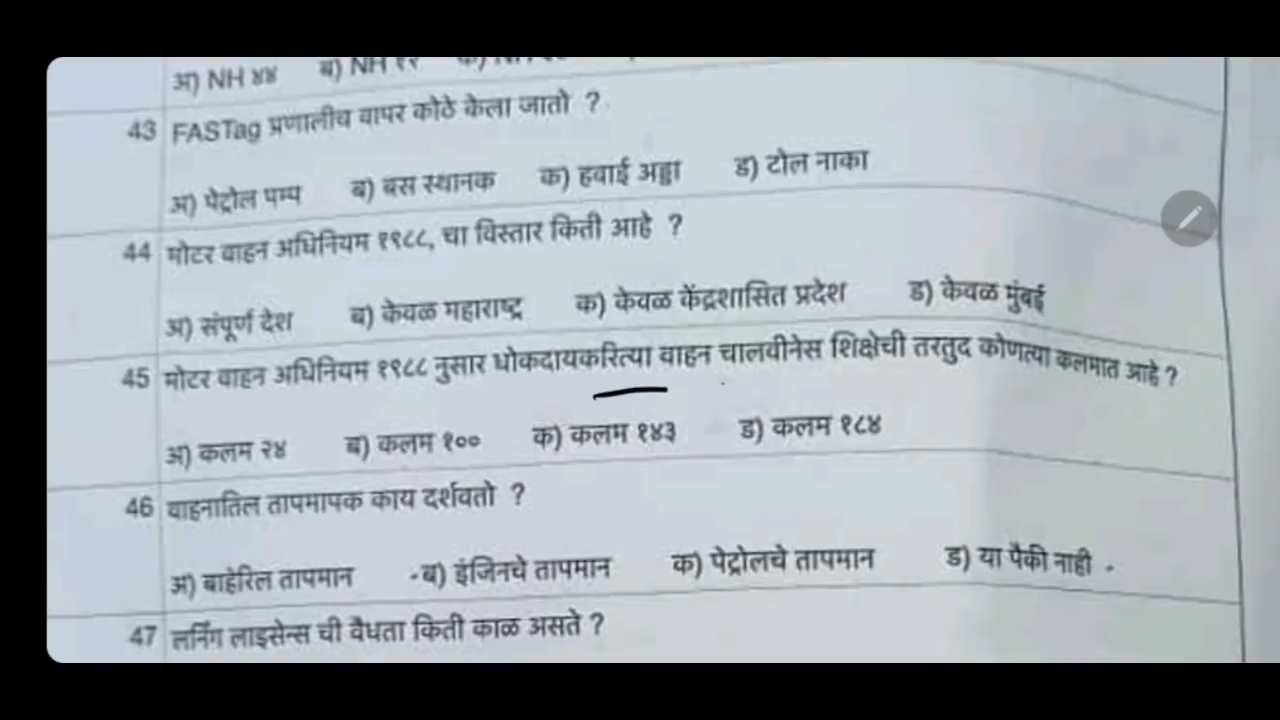 अ) NH ४४ ब) NH १२
43 FASTag प्रणालीच वापर कोठे केला जातो ?
अ) पेट्रोल पम्प ब) बस स्थानक क) हवाई अड्डा ड) टोल नाका
44 मोटर वाहन अधिनियम १९८८, चा विस्तार किती आहे ?
अ) संपूर्ण देश ब) केवळ महाराष्ट्र क) केवळ केंद्रशासित प्रदेश ड) केवळ मुंबई
45 मोटर वाहन अधिनियम १९८८ नुसार धोकदायकरित्या वाहन चालवीनेस शिक्षेची तरतुद कोणत्या कलमात आहे ?
अ) कलम २४ ब) कलम १०० क) कलम १४३ ड) कलम १८४
46 वाहनातिल तापमापक काय दर्शवतो ?
अ) बाहेरिल तापमान ब) इंजिनचे तापमान क) पेट्रोलचे तापमान ड) या पैकी नाही
47 लर्निंग लाइसेन्स ची वैधता किती काळ असते ?